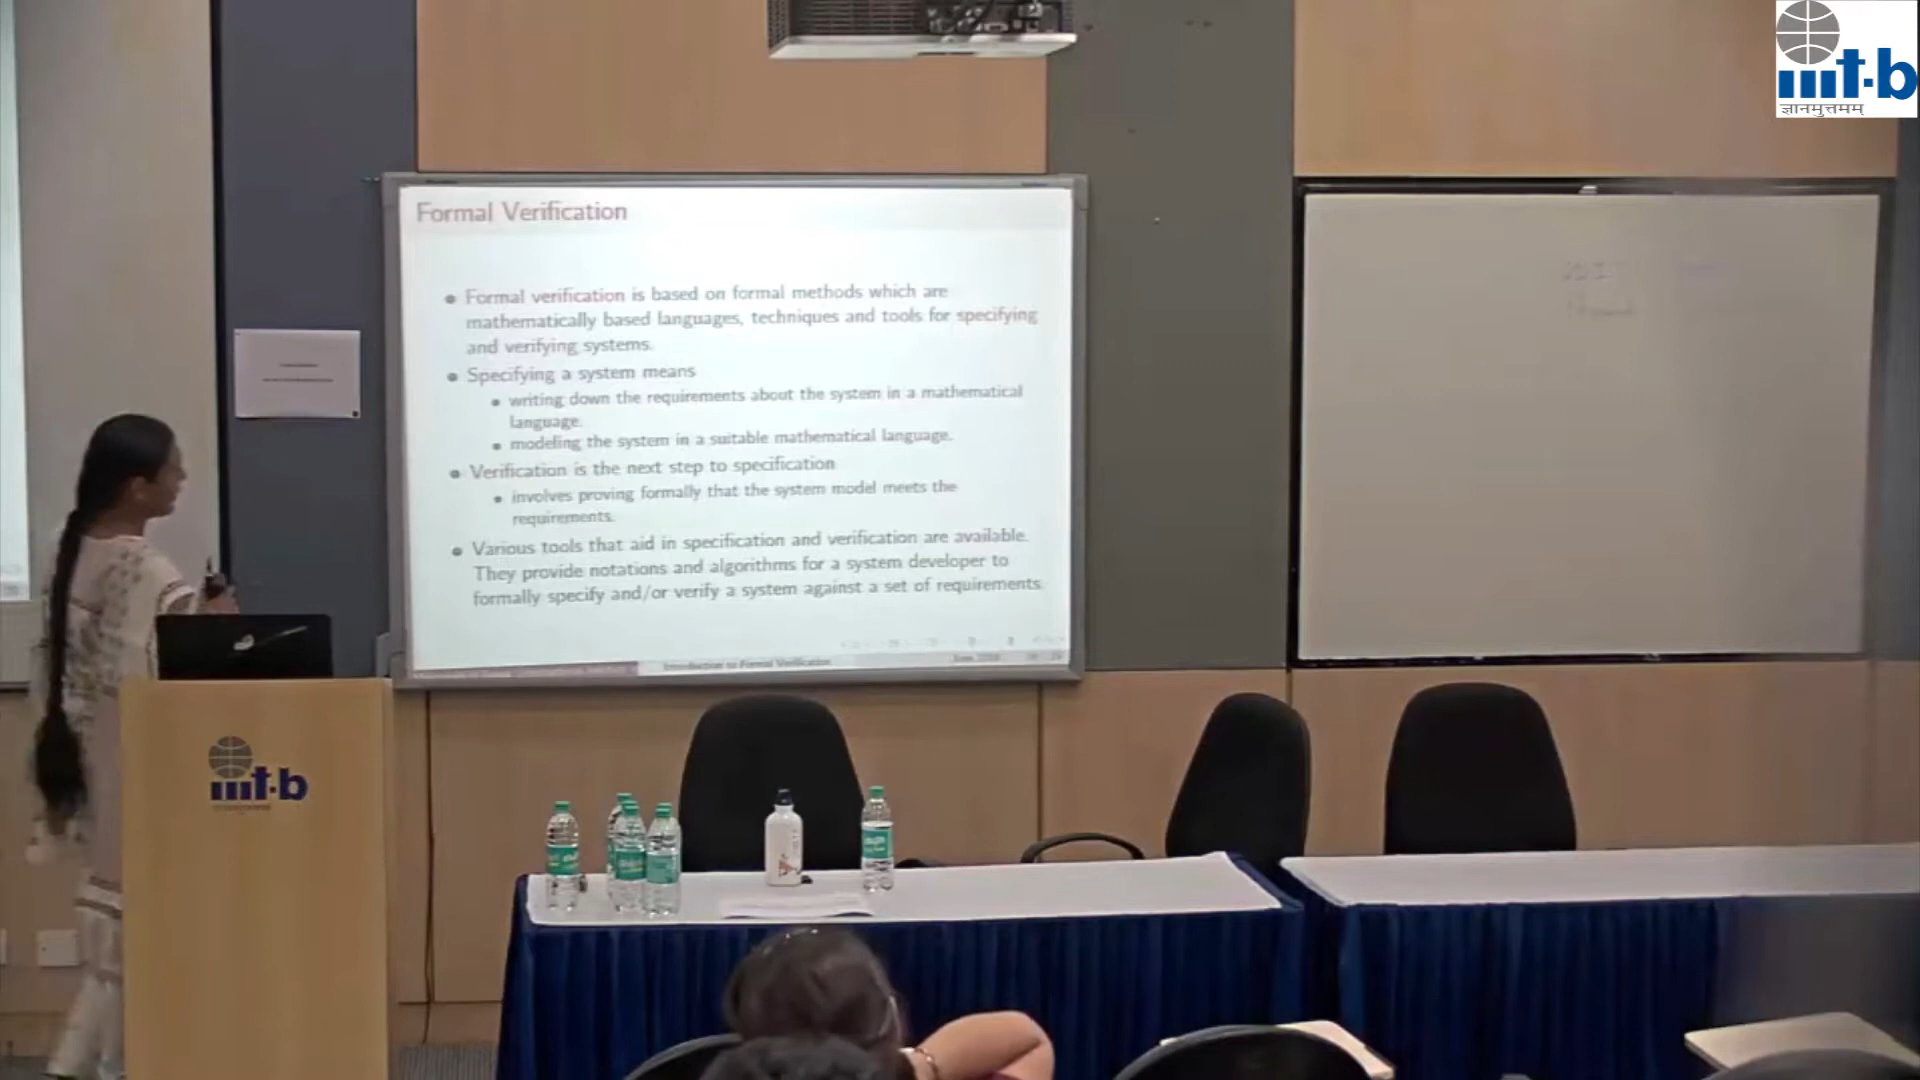 iiit-b
ज्ञानमुत्तमम्
Formal Verification
Formal verification is based on formal methods which are
mathematically based languages, techniques and tools for specifying
and verifying systems.
Specifying a system means
writing down the requirements about the system in a mathematical
language.
modeling the system in a suitable mathematical language.
Verification is the next step to specification
involves proving formally that the system model meets the
requirements.
Various tools that aid in specification and verification are available.
They provide notations and algorithms for a system developer to
formally specify and/or verify a system against a set of requirements.
Introduction to Formal Verification
iiit-b